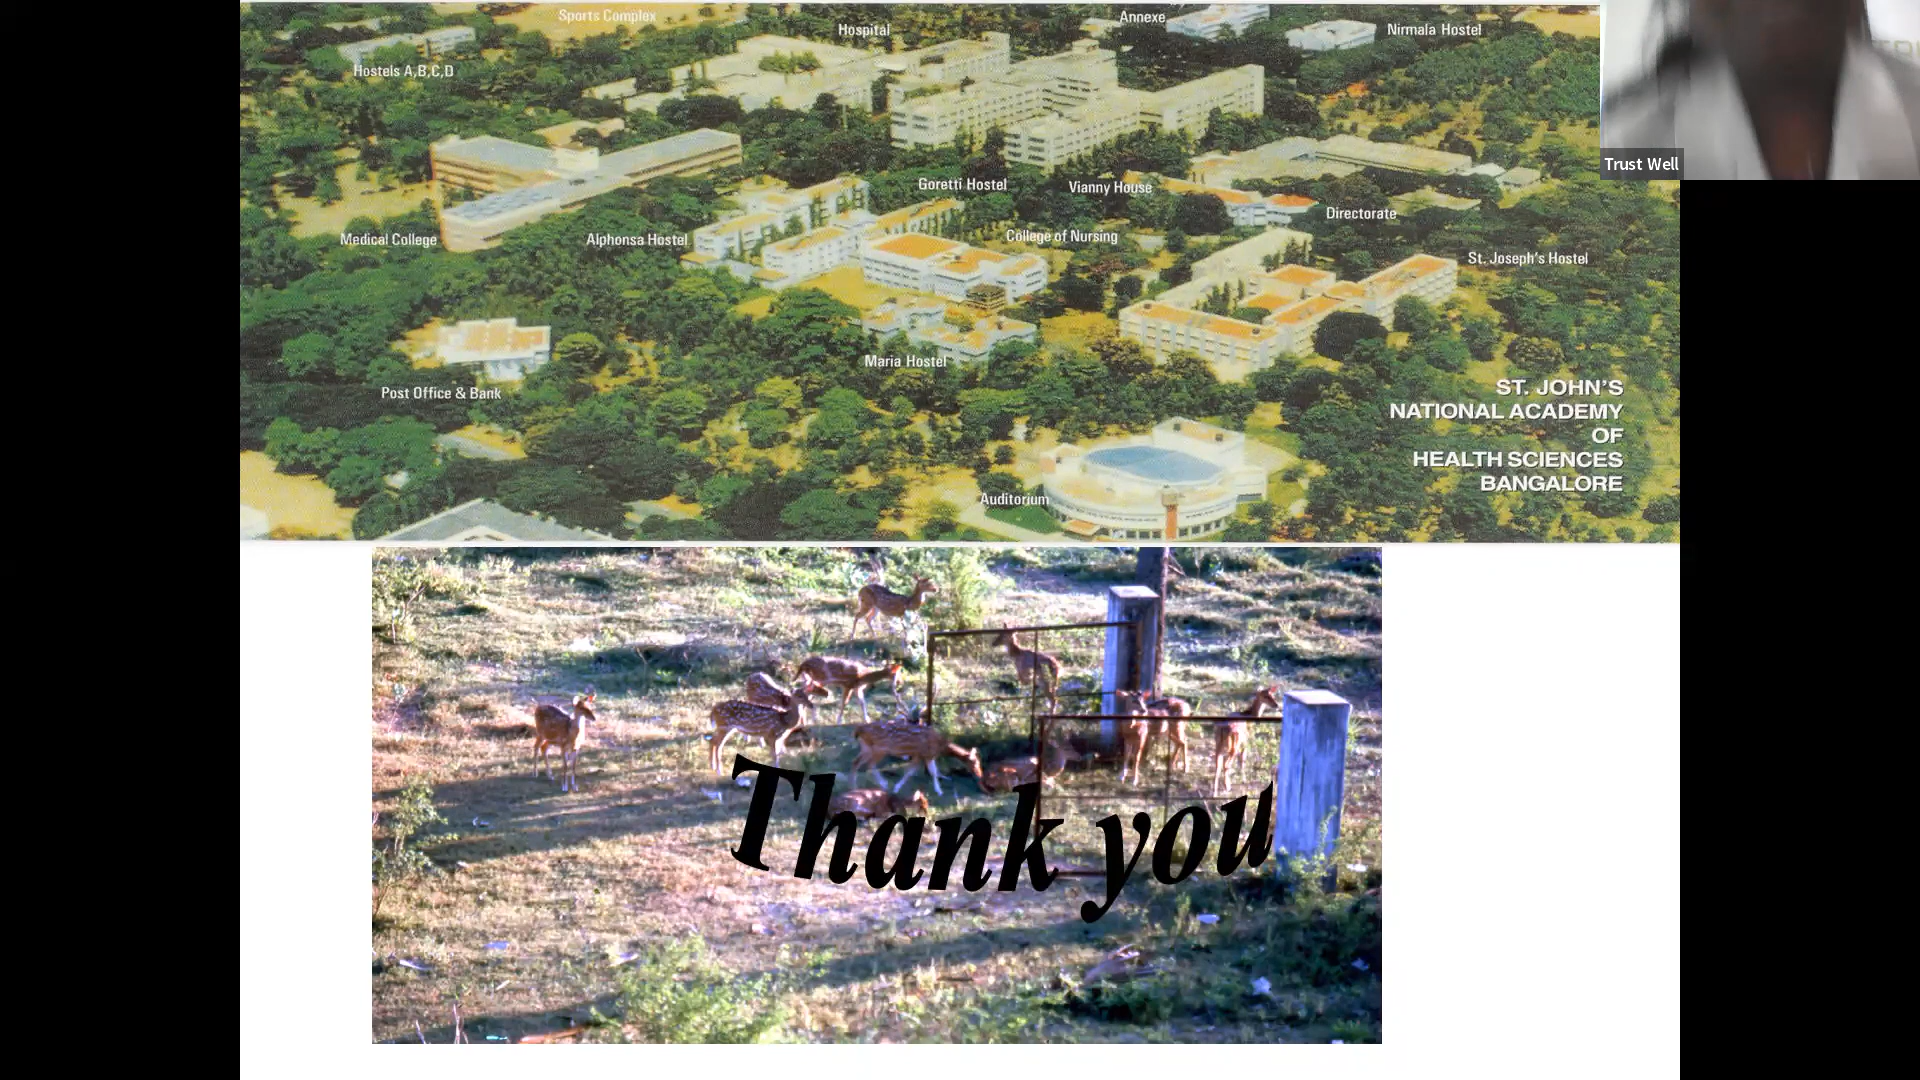 Sports Complex
Hospital
Annexe
Nirmala Hostel
Hostels A,B,C,D
Trust Well
Goretti Hostel
Vianny House
Directorate
Medical College
Alphonsa Hostel
College of Nursing
St. Joseph's Hostel
Maria Hostel
Post Office & Bank
ST. JOHN'S
NATIONAL ACADEMY
OF
HEALTH SCIENCES
BANGALORE
Auditorium
Thank you